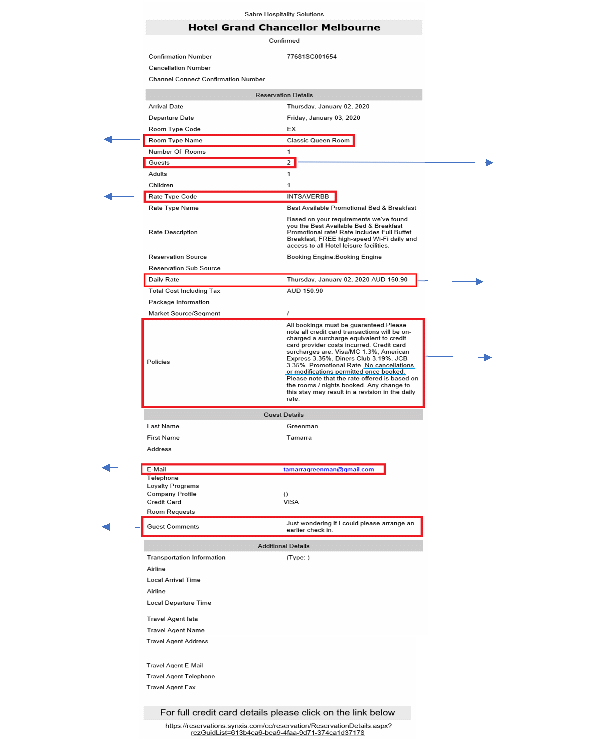 Sabre Hospitality Solutions
Hotel Grand Chancellor Melbourne
Confirmed
Confirmation Number 77681SC001654
Cancellation Number
Channel Connect Confirmation Number
Reservation Details
Arrival Date Thursday, January 02, 2020
Departure Date Friday, January 03, 2020
Room Type Code EX
Room Type Name Classic Queen Room
Number Of Rooms 1
Guests 2
Adults 1
Children 1
Rate Type Code INTSAVERBB
Rate Type Name Best Available Promotional Bed & Breakfast
Rate Description Based on your requirements we've found
you the Best Available Bed & Breakfast
Promotional rate! Rate includes Full Buffet
Breakfast, FREE high-speed Wi-Fi daily and
access to all Hotel leisure facilities.
Reservation Source Booking Engine:Booking Engine
Reservation Sub Source
Daily Rate Thursday, January 02, 2020 AUD 150.90
Total Cost Including Tax AUD 150.90
Package Information
Market Source/Segment /
Policies All bookings must be guaranteed Please
note all credit card transactions will be on-
charged a surcharge equivalent to credit
card provider costs incurred. Credit card
surcharges are: Visa/MC 1.3%, American
Express 3.35%, Diners Club 3.19%, JCB
3.35%. Promotional Rate: No cancellations
or modifications permitted once booked.
Please note that the rate offered is based on
the rooms / nights booked. Any change to
this stay may result in a revision in the daily
rate.
Guest Details
Last Name Greenman
First Name Tamarra
Address
E-Mail tamarragreenman@gmail.com
Telephone
Loyalty Programs
Company Profile ()
Credit Card VISA
Room Requests
Guest Comments Just wondering if I could please arrange an
earlier check in.
Additional Details
Transportation Information (Type: )
Airline
Local Arrival Time
Airline
Local Departure Time
Travel Agent Iata
Travel Agent Name
Travel Agent Address
Travel Agent E-Mail
Travel Agent Telephone
Travel Agent Fax
For full credit card details please click on the link below
https://reservations.synxis.com/cc/reservation/ReservationDetails.aspx?